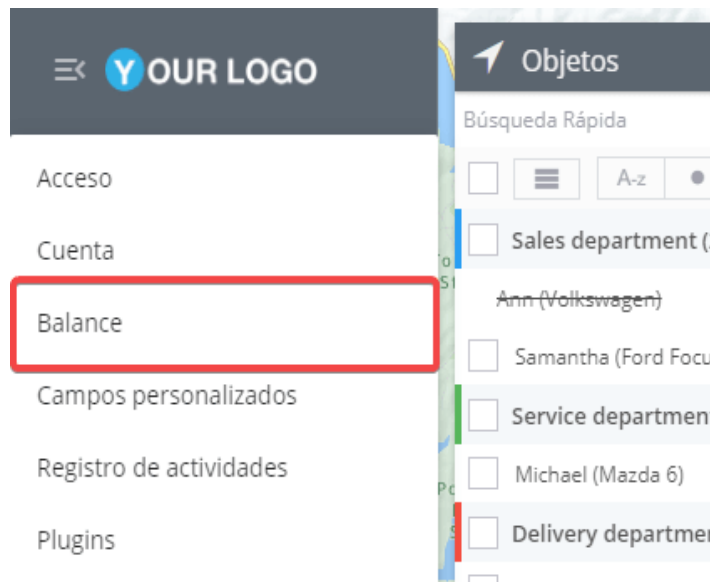 YOUR LOGO
Acceso
Cuenta
Balance
Campos personalizados
Registro de actividades
Plugins
Objetos
Búsqueda Rápida
A-z
Sales department (
Ann (Volkswagen)
Samantha (Ford Focu
Service department
Michael (Mazda 6)
Delivery departme